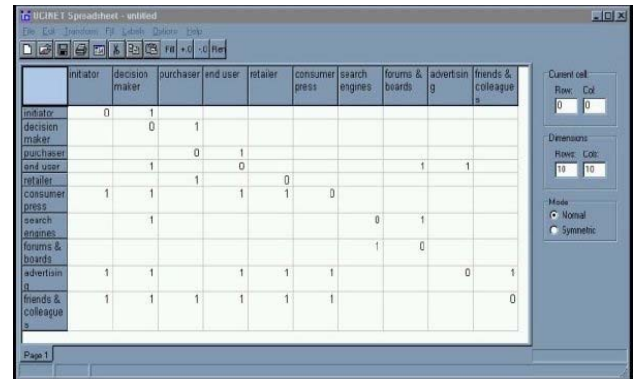 UCINET Spreadsheet - untitled
File Edit Transform Fill Labels Options Help
Fill +.0 -.0 Ren
initiator decision maker purchaser end user retailer consumer press search engines forums & boards advertisin g friends & colleague s
initiator 0 1
decision maker 0 1
purchaser 0 1
end user 1 0 1 1
retailer 1 0
consumer press 1 1 1 1 0
search engines 1 0 1
forums & boards 1 0
advertisin g 1 1 1 1 1 0 1
friends & colleague s 1 1 1 1 1 1 0
Current cell:
Row: Col:
0 0
Dimensions
Rows: Cols:
10 10
Mode
Normal
Symmetric
Page 1